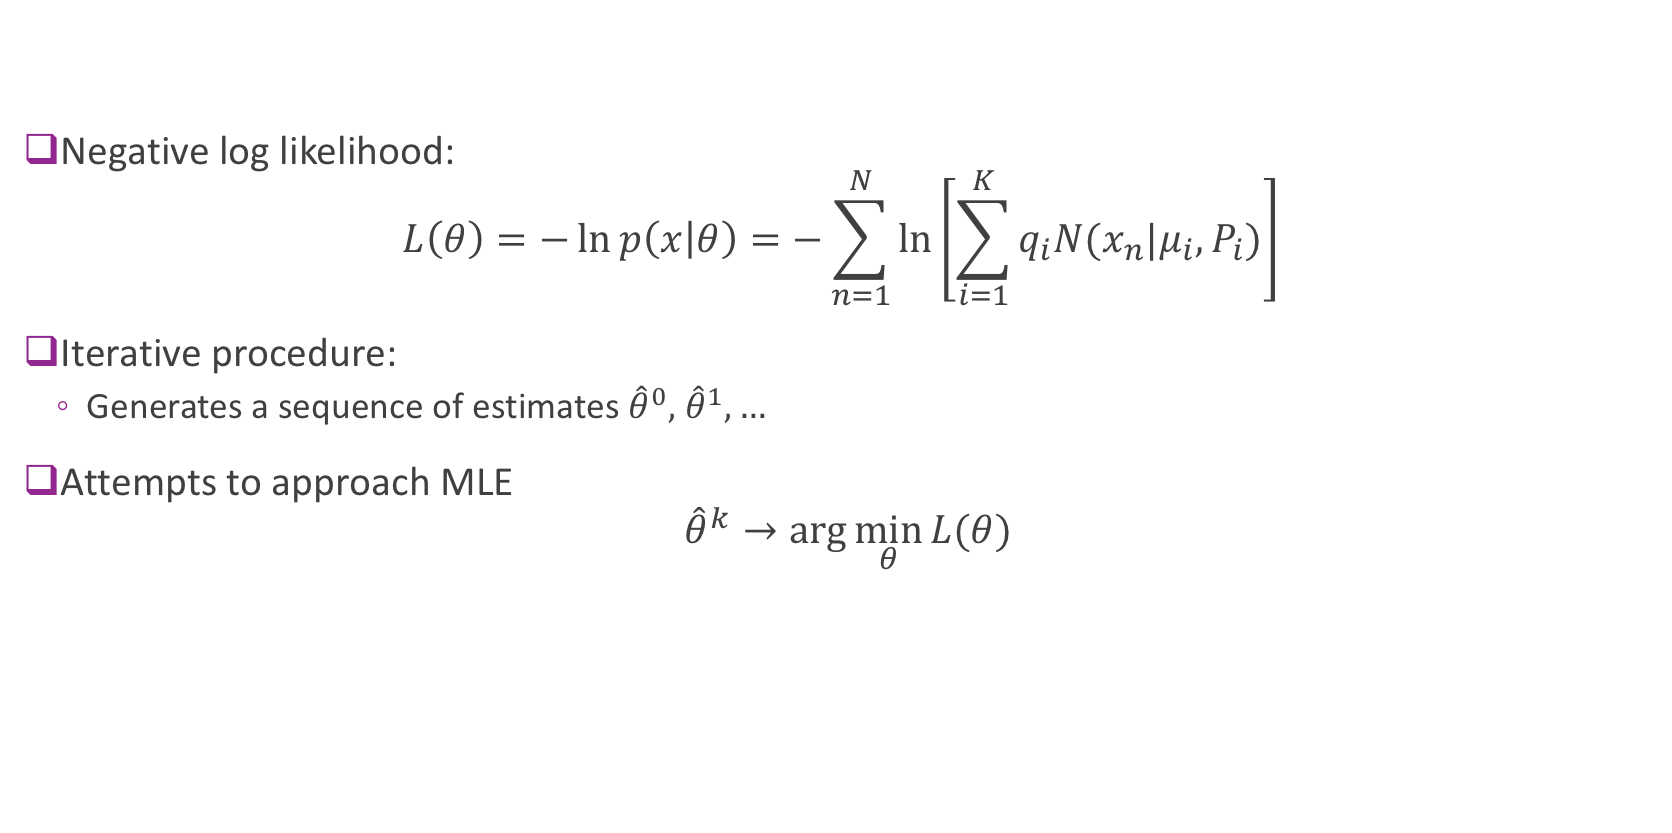 ❑Negative log likelihood:
L(θ) = − ln p(x|θ) = − ∑_{n=1}^{N} ln [∑_{i=1}^{K} q_i N(x_n|μ_i, P_i)]
❑Iterative procedure:
◦ Generates a sequence of estimates θ̂⁰, θ̂¹, …
❑Attempts to approach MLE
θ̂ᵏ → arg min_θ L(θ)